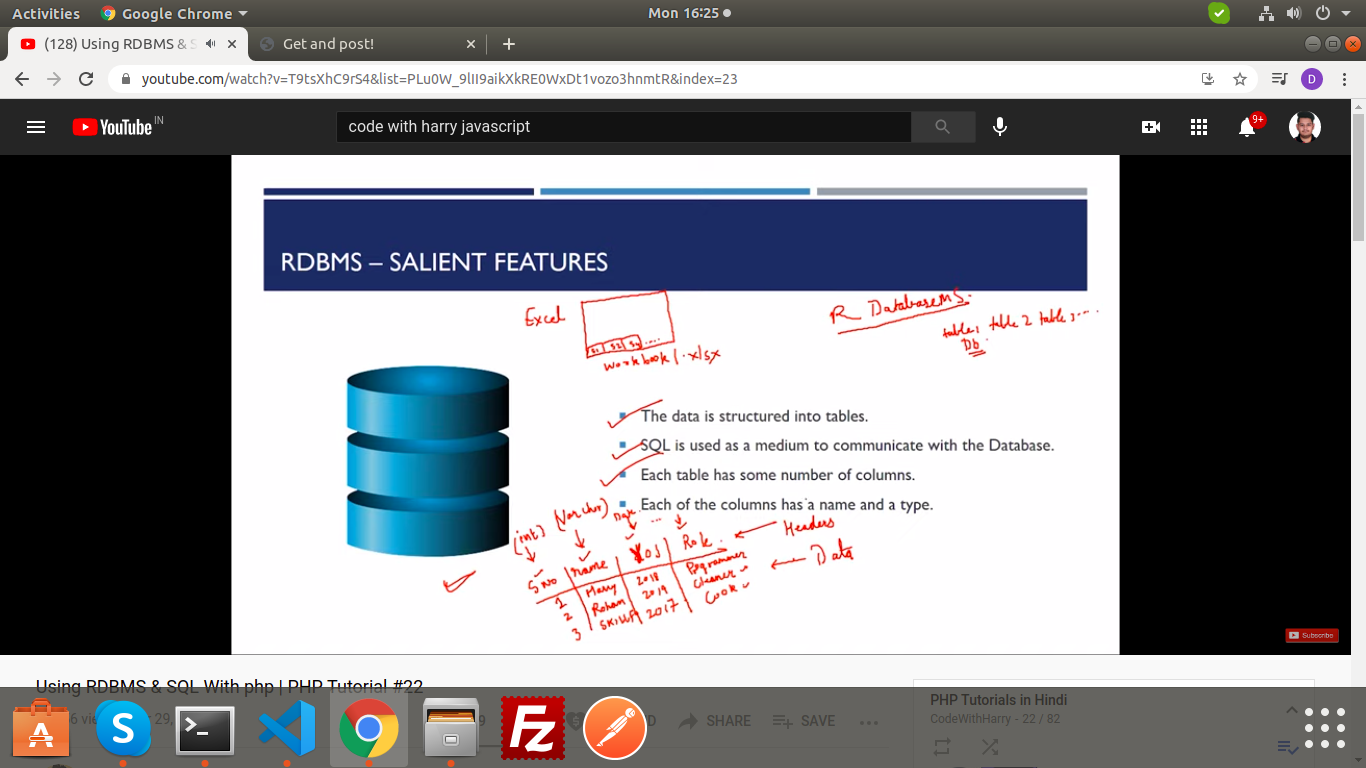 Activities
Google Chrome
Mon 16:25
(128) Using RDBMS & S
Get and post!
youtube.com/watch?v=T9tsXhC9rS4&list=PLu0W_9lII9aikXkRE0WxDt1vozo3hnmtR&index=23
D
YouTube IN
code with harry javascript
9+
RDBMS – SALIENT FEATURES
Excel
S1 S2 S4 ....
workbook / .xlsx
R DatabaseMS.
table1 table 2 table 3....
Db.
The data is structured into tables.
SQL is used as a medium to communicate with the Database.
Each table has some number of columns.
Each of the columns has a name and a type.
(int) (Varchar) ...
SNo Name Role
Headers
1 Harry 2018 Programmer
2 Rohan 2019 Cleaner
3 2017 Cook
Data
Subscribe
Using RDBMS & SQL With php | PHP Tutorial #22
SHARE
SAVE
PHP Tutorials in Hindi
CodeWithHarry - 22 / 82
Fz